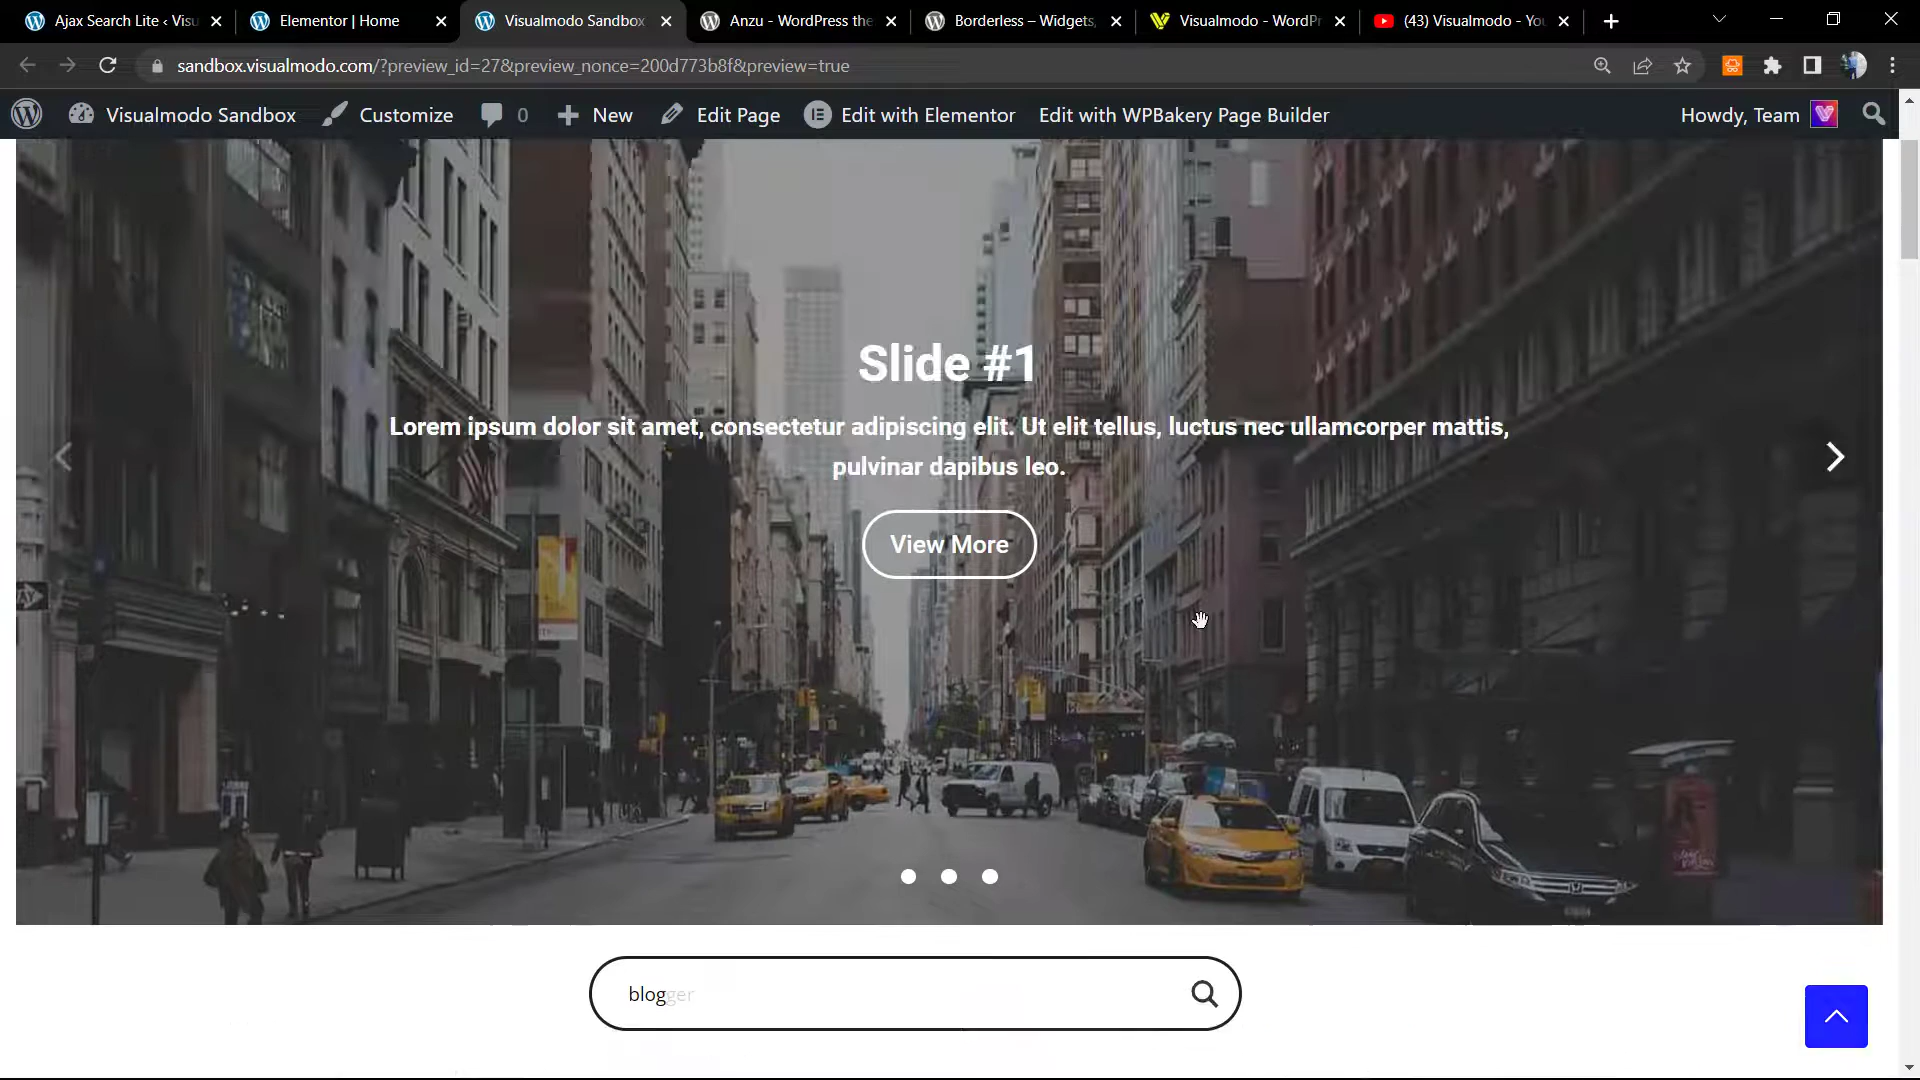 Ajax Search Lite ‹ Visu
Elementor | Home
Visualmodo Sandbox
Anzu - WordPress the
Borderless – Widgets,
Visualmodo - WordPr
(43) Visualmodo - You
sandbox.visualmodo.com/?preview_id=27&preview_nonce=200d773b8f&preview=true
Visualmodo Sandbox
Customize
0
New
Edit Page
Edit with Elementor
Edit with WPBakery Page Builder
Howdy, Team
Slide #1
Lorem ipsum dolor sit amet, consectetur adipiscing elit. Ut elit tellus, luctus nec ullamcorper mattis,
pulvinar dapibus leo.
View More
blogger